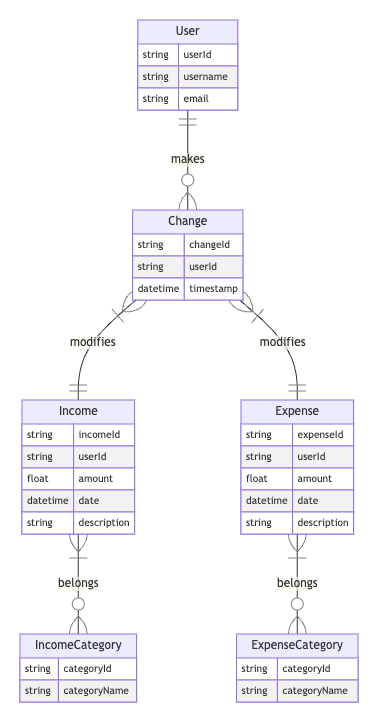 User
string userId
string username
string email
makes
Change
string changeId
string userId
datetime timestamp
modifies modifies
Income
string incomeId
string userId
float amount
datetime date
string description
Expense
string expenseId
string userId
float amount
datetime date
string description
belongs belongs
IncomeCategory
string categoryId
string categoryName
ExpenseCategory
string categoryId
string categoryName